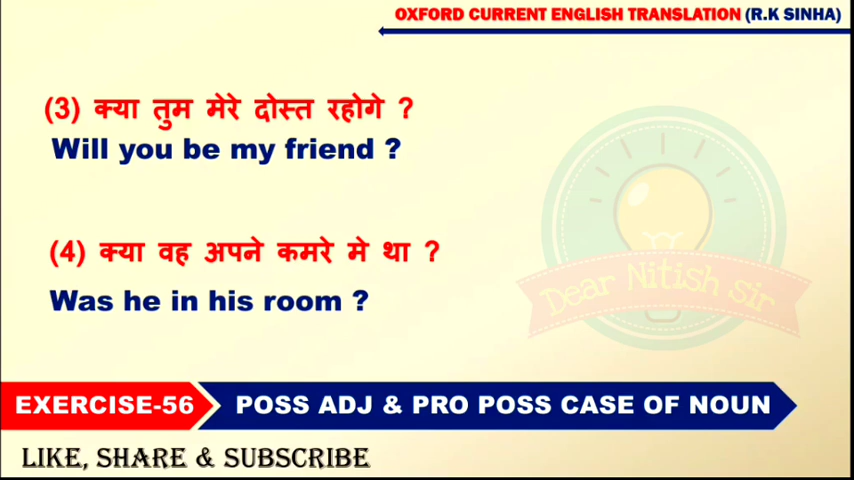 OXFORD CURRENT ENGLISH TRANSLATION (R.K SINHA)
(3) क्या तुम मेरे दोस्त रहोगे ?
Will you be my friend ?
(4) क्या वह अपने कमरे मे था ?
Was he in his room ?
Dear Nitish sir
EXERCISE-56 POSS ADJ & PRO POSS CASE OF NOUN
LIKE, SHARE & SUBSCRIBE